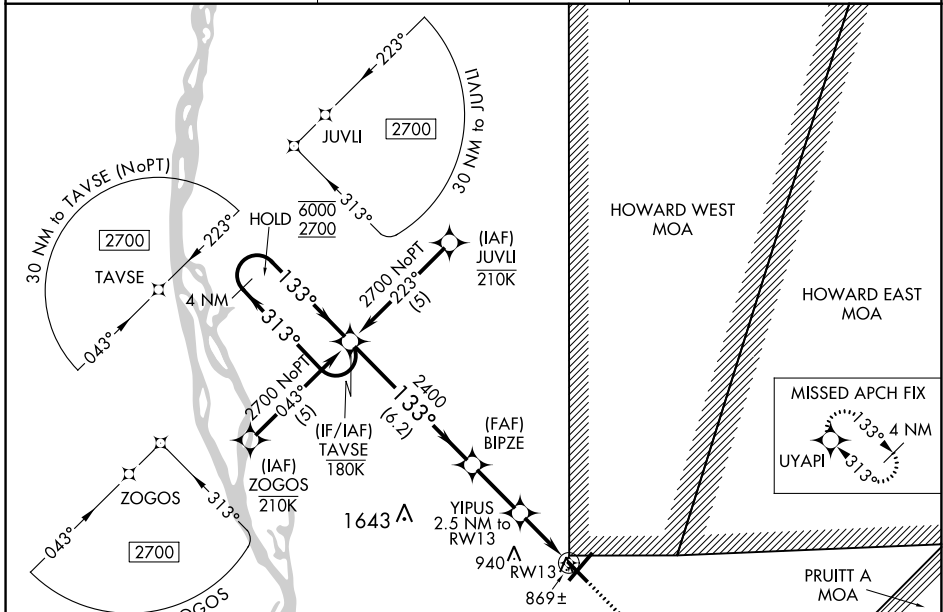 223°
JUVLI
2700
30 NM to JUVLI
313°
30 NM to TAVSE (NoPT)
2700
223°
TAVSE
043°
HOLD
6000
2700
4 NM
133°
313°
(IAF)
JUVLI
210K
2700 NoPT
223°
(5)
HOWARD WEST
MOA
HOWARD EAST
MOA
2700 NoPT
043°
(5)
(IF/IAF)
TAVSE
180K
2400
133°
(6.2)
(FAF)
BIPZE
MISSED APCH FIX
133°
4 NM
UYAPI
313°
(IAF)
ZOGOS
210K
ZOGOS
043°
313°
2700
OGOS
1643
YIPUS
2.5 NM to
RW13
940
RW13
869±
PRUITT A
MOA